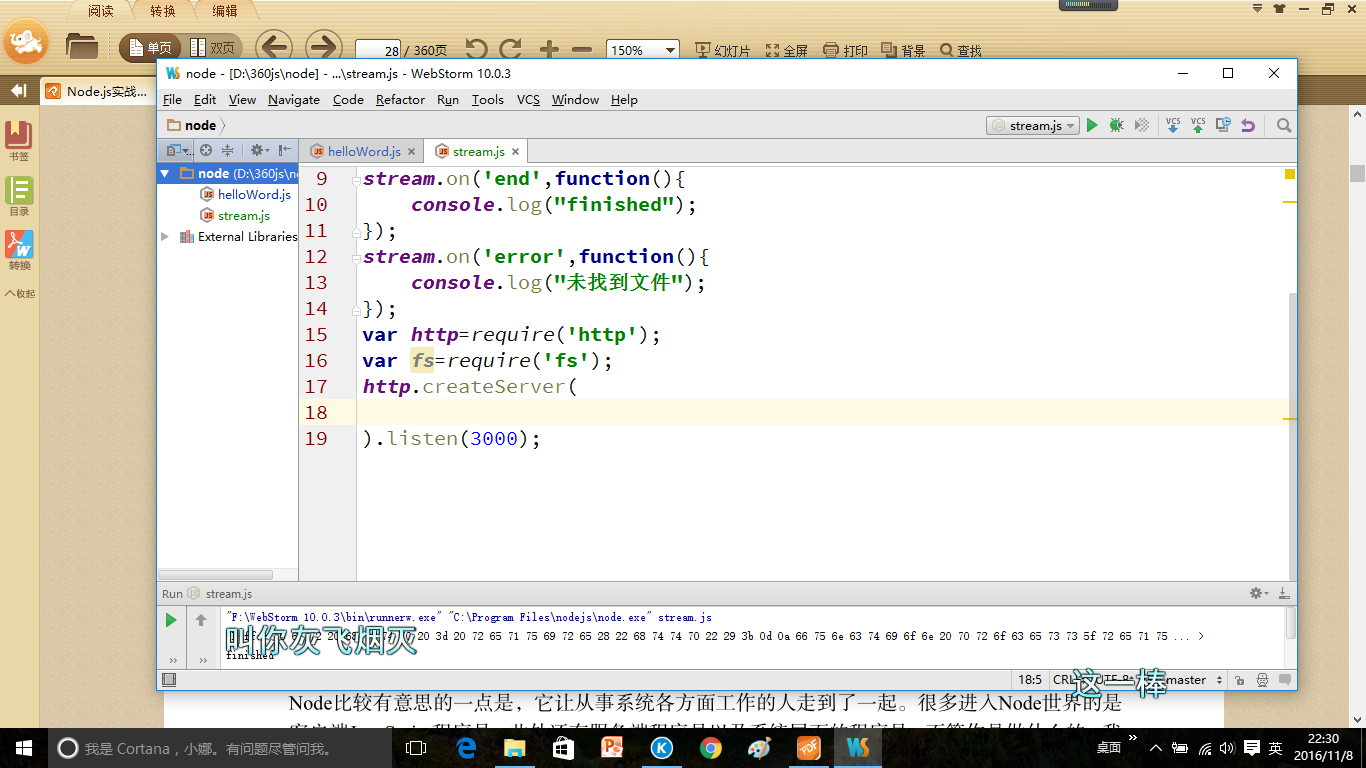 阅读 转换 编辑
单页 双页 28 / 360页 150% 幻灯片 全屏 打印 背景 查找
node - [D:\360js\node] - ...\stream.js - WebStorm 10.0.3
Node.js实战...
File Edit View Navigate Code Refactor Run Tools VCS Window Help
node stream.js VCS VCS
helloWord.js stream.js
书签
目录
转换
收起
node (D:\360js\n
helloWord.js
stream.js
External Libraries
9 stream.on('end',function(){
10 console.log("finished");
11 });
12 stream.on('error',function(){
13 console.log("未找到文件");
14 });
15 var http=require('http');
16 var fs=require('fs');
17 http.createServer(
18
19 ).listen(3000);
Run stream.js
"F:\WebStorm 10.0.3\bin\runnerw.exe" "C:\Program Files\nodejs\node.exe" stream.js
20 3d 20 72 65 71 75 69 72 65 28 22 68 74 74 70 22 29 3b 0d 0a 66 75 6e 63 74 69 6f 6e 20 70 72 6f 63 65 73 73 5f 72 65 71 75 ... >
叫你灰飞烟灭
finished
18:5 master
这一棒
Node比较有意思的一点是，它让从事系统各方面工作的人走到了一起。很多进入Node世界的是
我是 Cortana，小娜。有问题尽管问我。
桌面 英 22:30
2016/11/8